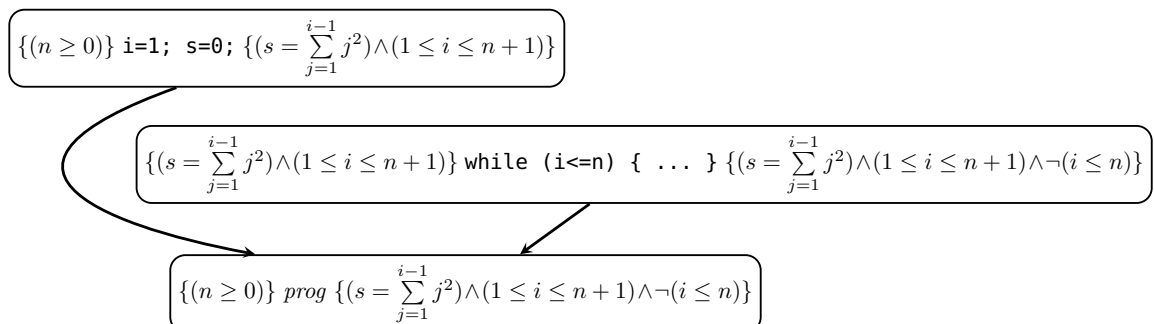 {(n ≥ 0)} i=1; s=0; {(s = ∑_{j=1}^{i−1} j²)∧(1 ≤ i ≤ n + 1)}
{(s = ∑_{j=1}^{i−1} j²)∧(1 ≤ i ≤ n + 1)} while (i<=n) { ... } {(s = ∑_{j=1}^{i−1} j²)∧(1 ≤ i ≤ n + 1)∧¬(i ≤ n)}
{(n ≥ 0)} prog {(s = ∑_{j=1}^{i−1} j²)∧(1 ≤ i ≤ n + 1)∧¬(i ≤ n)}